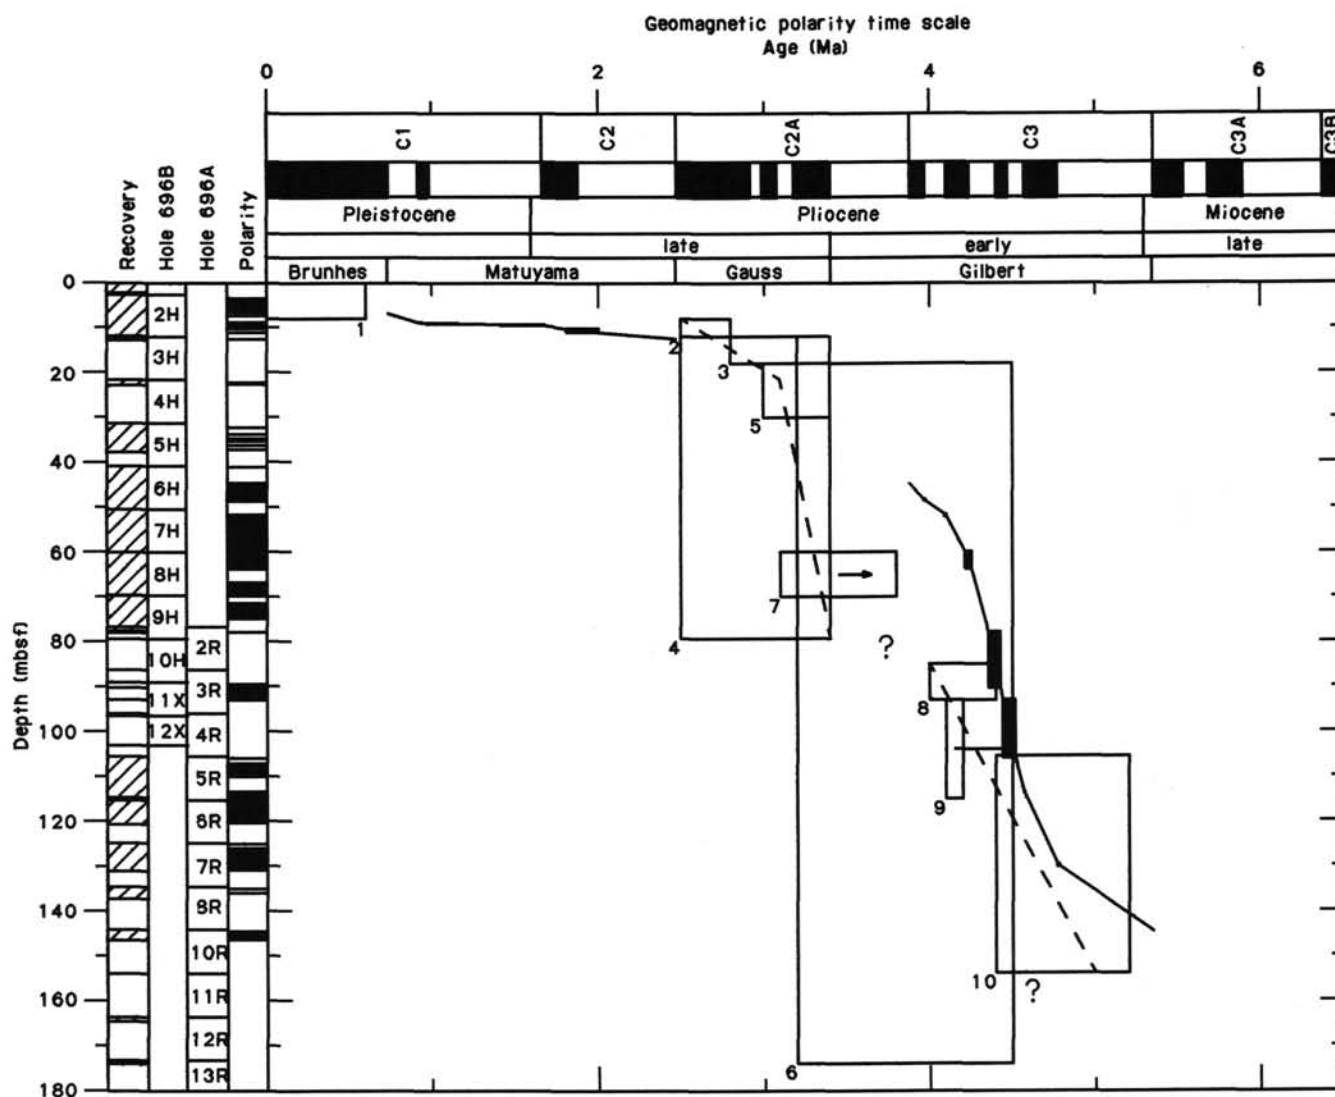 Geomagnetic polarity time scale
Age (Ma)
0 2 4 6
C1 C2 C2A C3 C3A C3B
Recovery
Hole 696B
Hole 696A
Polarity
Pleistocene Pliocene Miocene
late early late
Brunhes Matuyama Gauss Gilbert
Depth (mbsf)
0
20
40
60
80
100
120
140
160
180
2H
3H
4H
5H
6H
7H
8H
9H
10H
11X
12X
2R
3R
4R
5R
6R
7R
8R
10R
11R
12R
13R
1
2
3
5
7
4
?
8
9
10
?
6